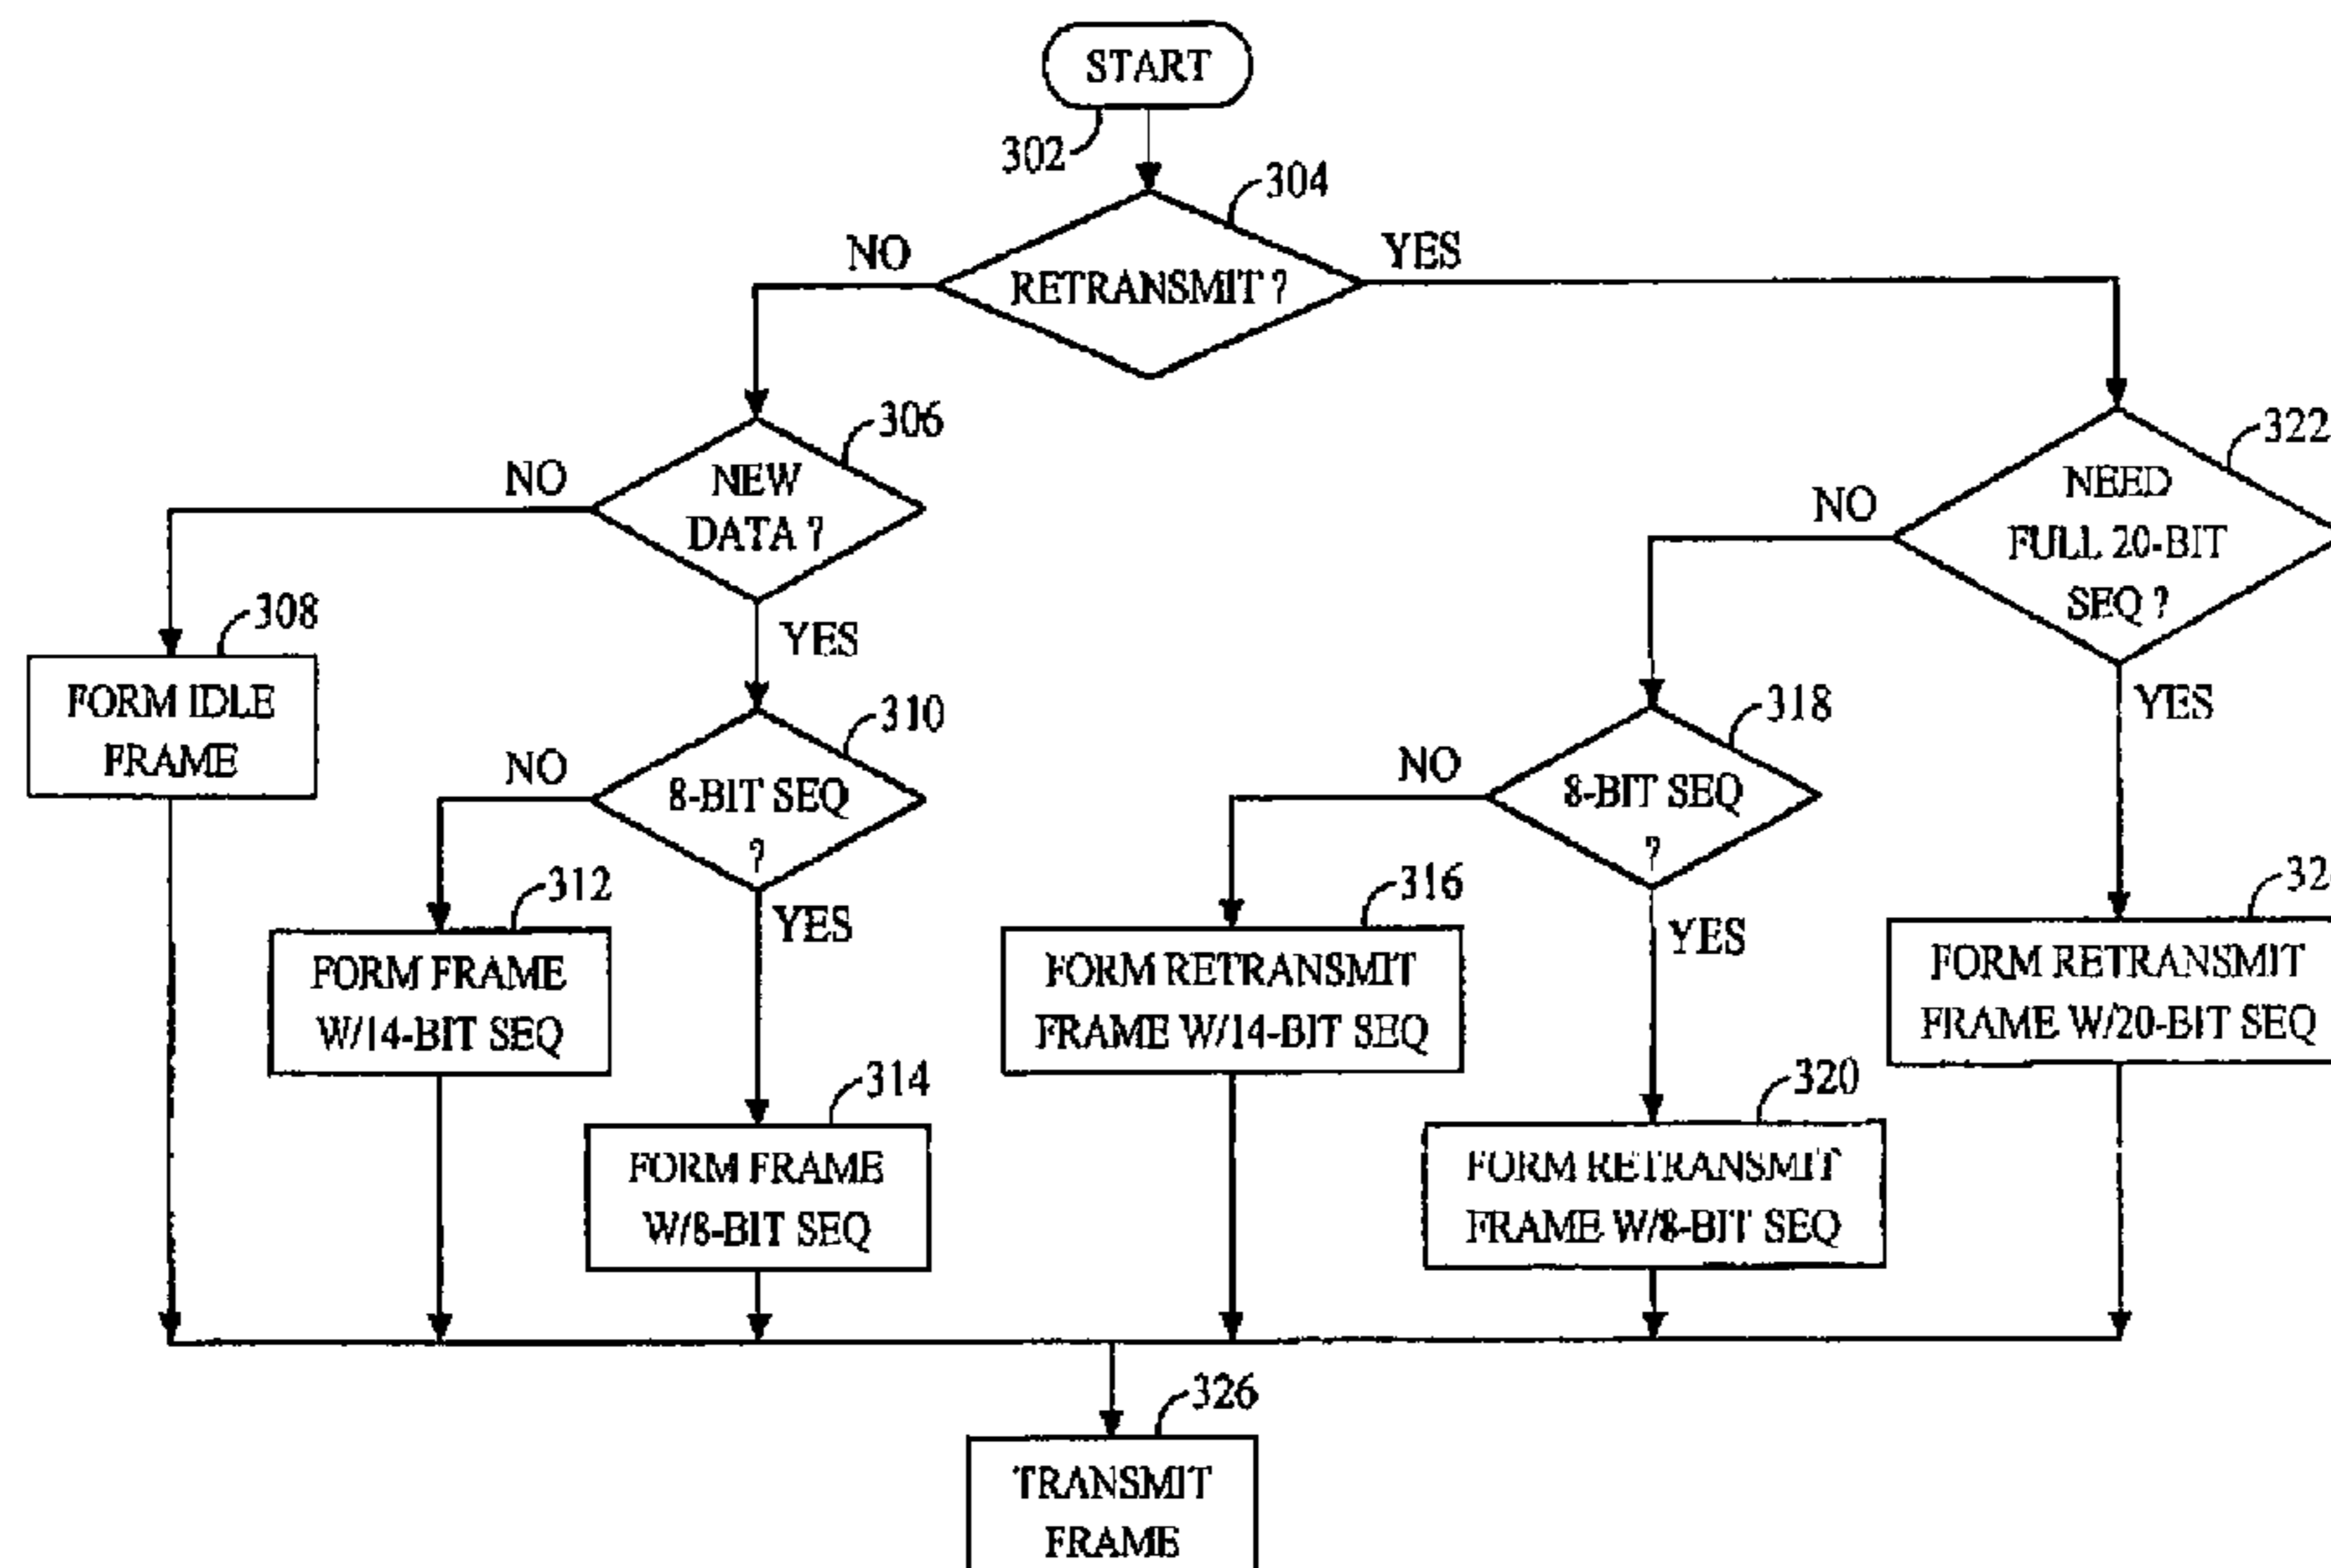 START
302
304
NO
YES
RETRANSMIT ?
306
322
NO
NEW
DATA ?
NO
NEED
FULL 20-BIT
SEQ ?
308
YES
YES
FORM IDLE
FRAME
310
318
NO
8-BIT SEQ
?
NO
8-BIT SEQ
?
312
YES
316
YES
FORM FRAME
W/14-BIT SEQ
FORM RETRANSMIT
FRAME W/14-BIT SEQ
FORM RETRANSMIT
FRAME W/20-BIT SEQ
314
320
FORM FRAME
W/8-BIT SEQ
FORM RETRANSMIT
FRAME W/8-BIT SEQ
326
TRANSMIT
FRAME